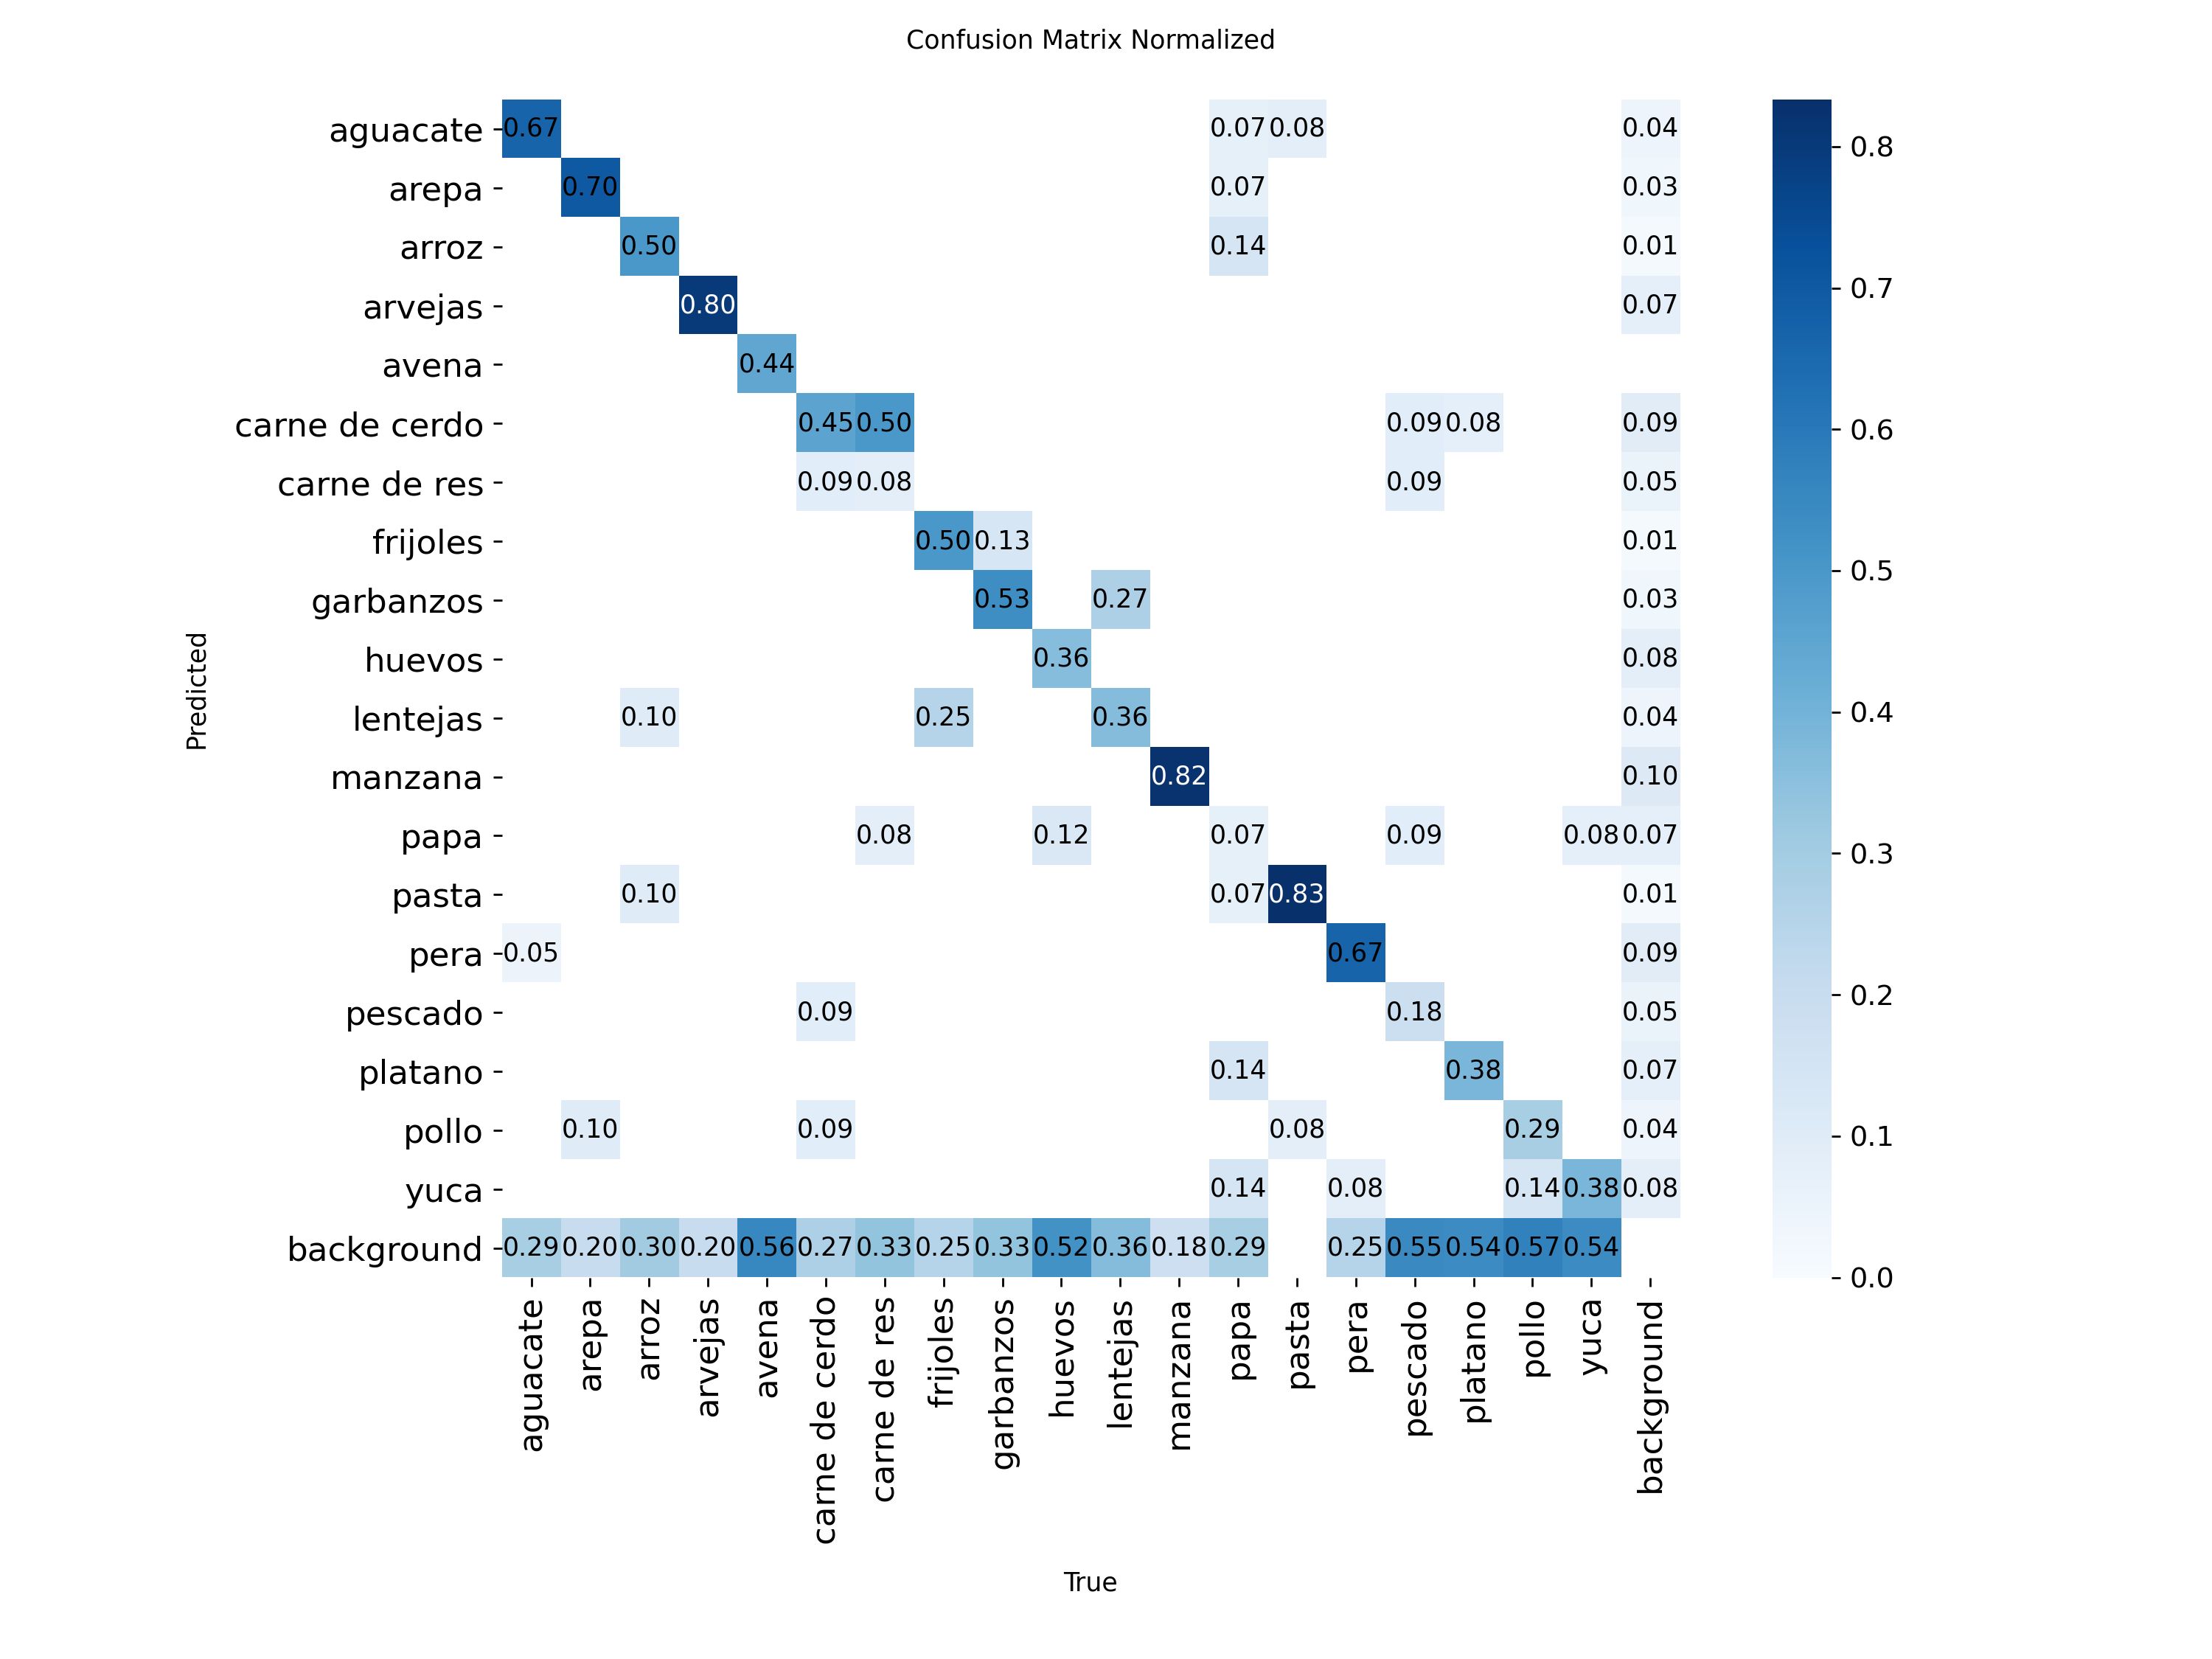 Confusion Matrix Normalized
aguacate 0.67 0.07 0.08 0.04
arepa 0.70 0.07 0.03
arroz 0.50 0.14 0.01
arvejas 0.80 0.07
avena 0.44
carne de cerdo 0.45 0.50 0.09 0.08 0.09
carne de res 0.09 0.08 0.09 0.05
frijoles 0.50 0.13 0.01
garbanzos 0.53 0.27 0.03
huevos 0.36 0.08
lentejas 0.10 0.25 0.36 0.04
manzana 0.82 0.10
papa 0.08 0.12 0.07 0.09 0.08 0.07
pasta 0.10 0.07 0.83 0.01
pera 0.05 0.67 0.09
pescado 0.09 0.18 0.05
platano 0.14 0.38 0.07
pollo 0.10 0.09 0.08 0.29 0.04
yuca 0.14 0.08 0.14 0.38 0.08
background 0.29 0.20 0.30 0.20 0.56 0.27 0.33 0.25 0.33 0.52 0.36 0.18 0.29 0.25 0.55 0.54 0.57 0.54
Predicted
aguacate
arepa
arroz
arvejas
avena
carne de cerdo
carne de res
frijoles
garbanzos
huevos
lentejas
manzana
papa
pasta
pera
pescado
platano
pollo
yuca
background
True
0.8
0.7
0.6
0.5
0.4
0.3
0.2
0.1
0.0